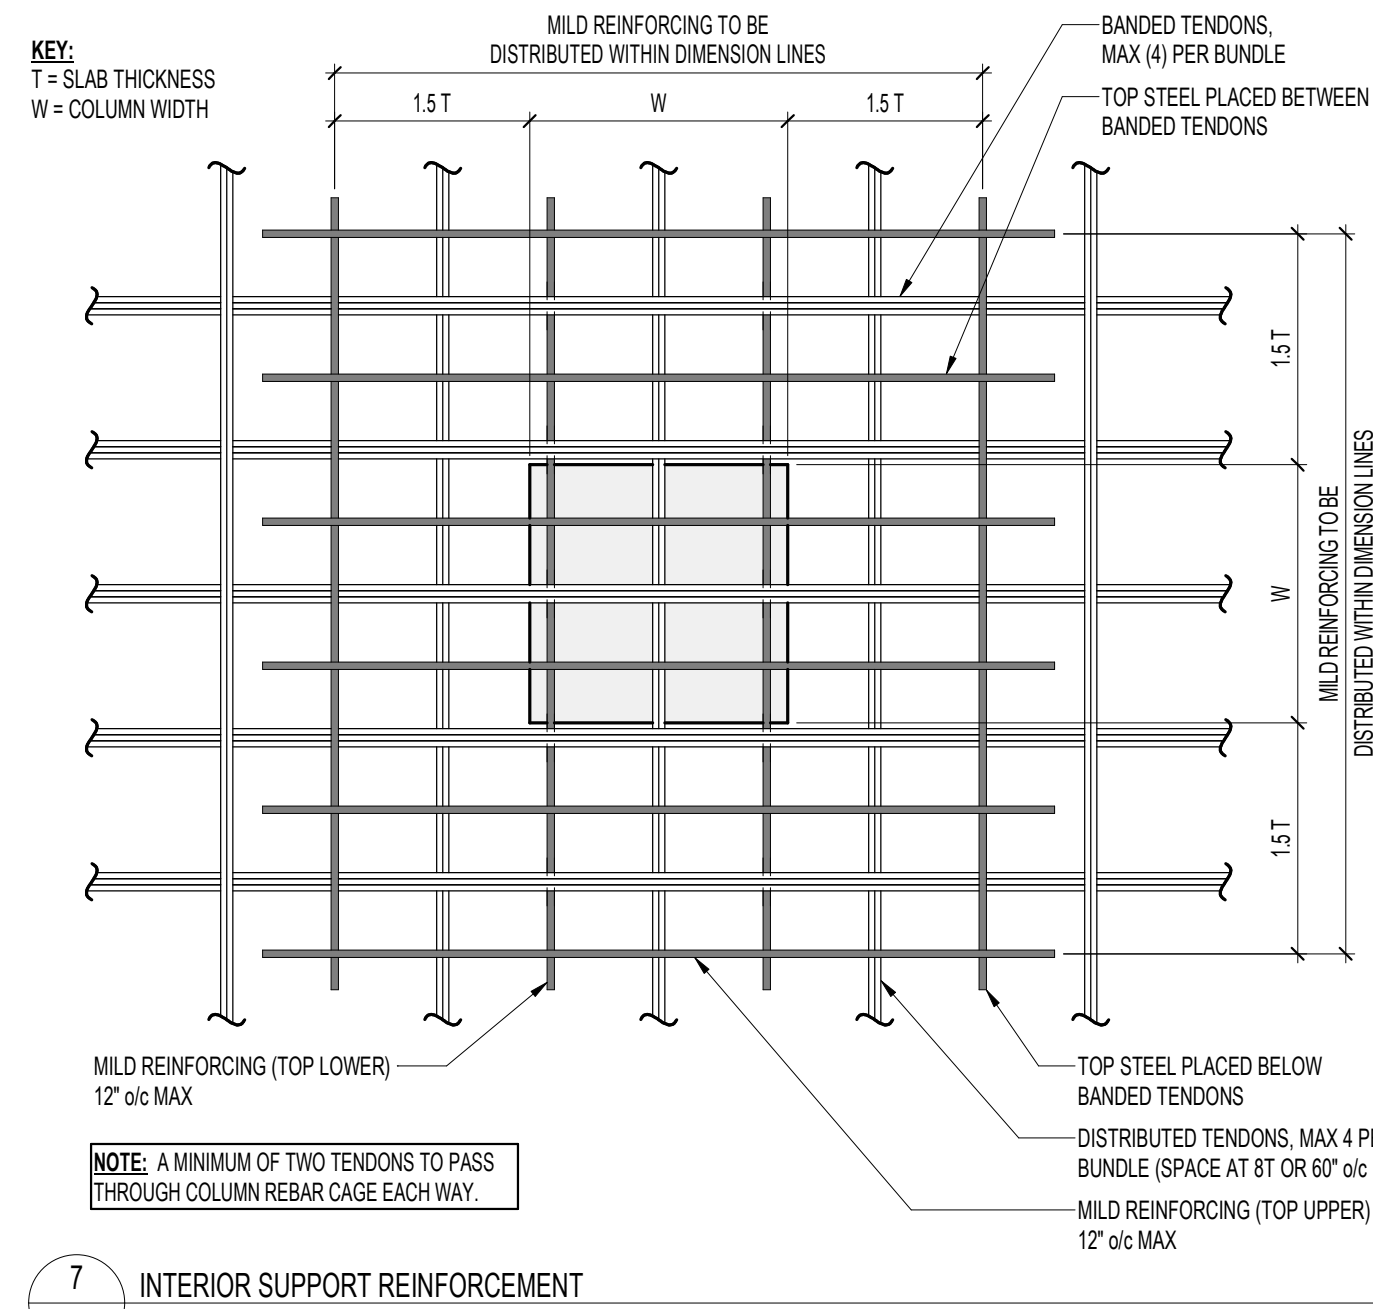 KEY:
T = SLAB THICKNESS
W = COLUMN WIDTH
MILD REINFORCING TO BE
DISTRIBUTED WITHIN DIMENSION LINES
1.5 T
W
1.5 T
BANDED TENDONS,
MAX (4) PER BUNDLE
TOP STEEL PLACED BETWEEN
BANDED TENDONS
1.5 T
W
1.5 T
MILD REINFORCING TO BE
DISTRIBUTED WITHIN DIMENSION LINES
MILD REINFORCING (TOP LOWER)
12" o/c MAX
NOTE: A MINIMUM OF TWO TENDONS TO PASS
THROUGH COLUMN REBAR CAGE EACH WAY.
TOP STEEL PLACED BELOW
BANDED TENDONS
DISTRIBUTED TENDONS, MAX 4
BUNDLE (SPACE AT 8T OR 60" o/c
MILD REINFORCING (TOP UPPER)
12" o/c MAX
7
INTERIOR SUPPORT REINFORCEMENT